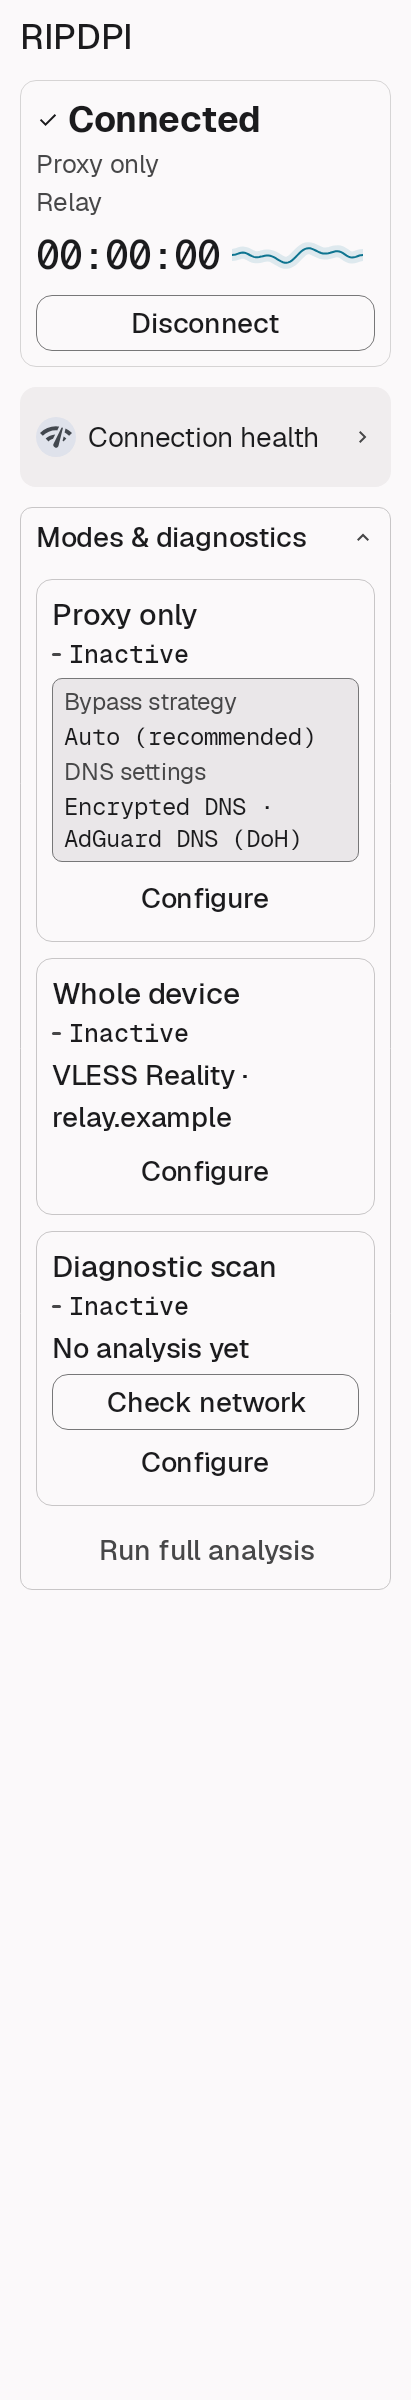 RIPDPI
Connected
Proxy only
Relay
00:00:00
Disconnect
Connection health
Modes & diagnostics
Proxy only
- Inactive
Bypass strategy
Auto (recommended)
DNS settings
Encrypted DNS ·
AdGuard DNS (DoH)
Configure
Whole device
- Inactive
VLESS Reality ·
relay.example
Configure
Diagnostic scan
- Inactive
No analysis yet
Check network
Configure
Run full analysis